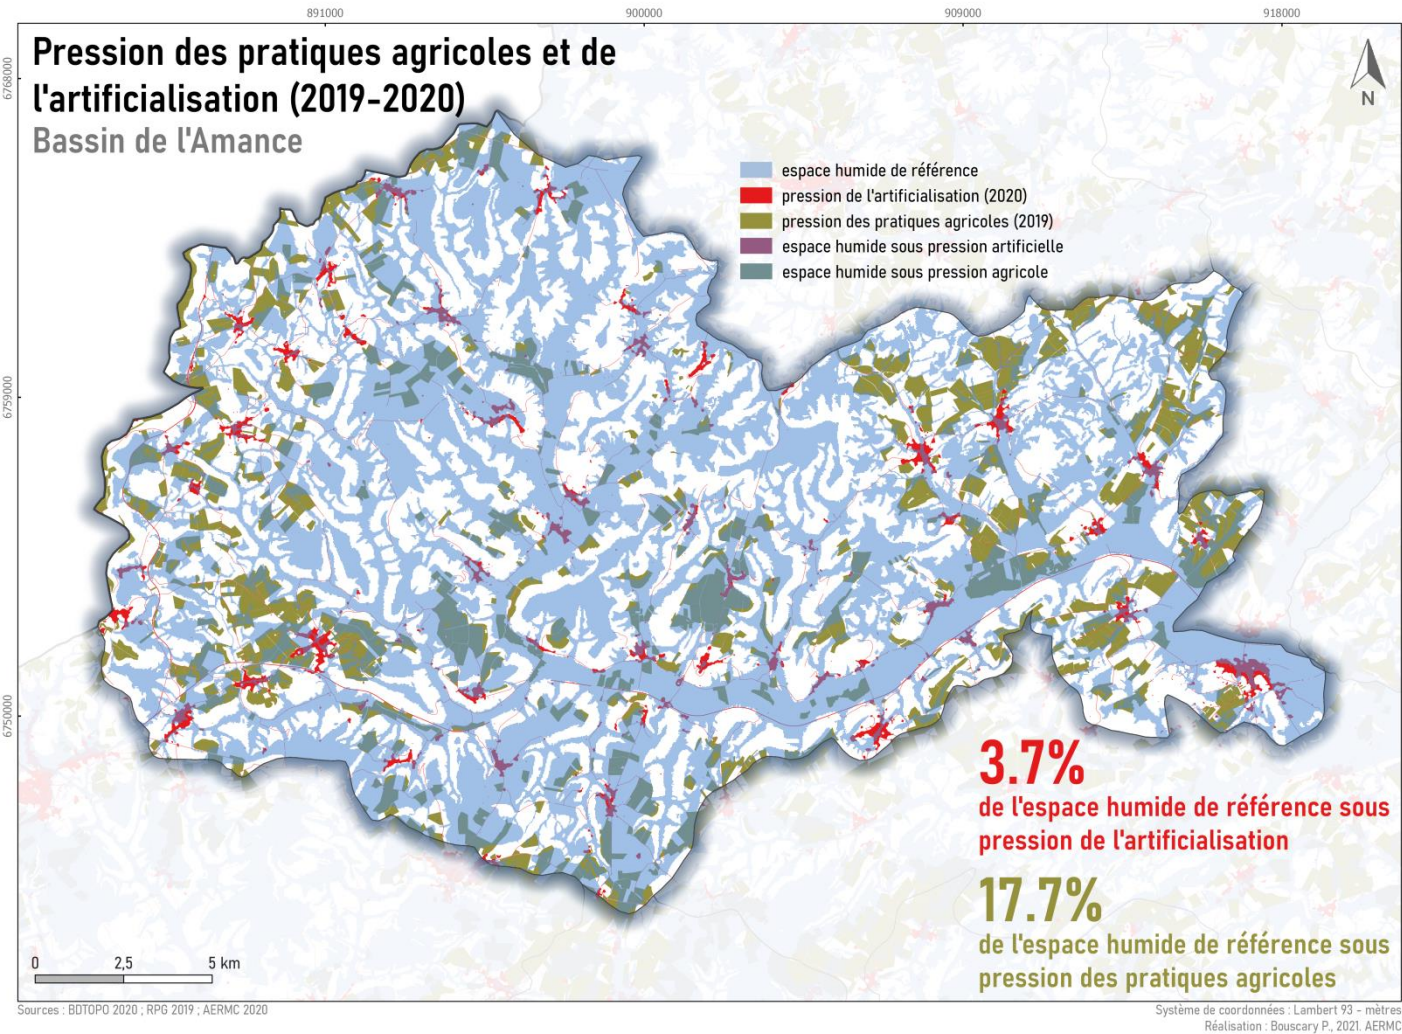 891000
900000
909000
918000
Pression des pratiques agricoles et de
l'artificialisation (2019-2020)
Bassin de l'Amance
6768000
N
espace humide de référence
pression de l'artificialisation (2020)
pression des pratiques agricoles (2019)
espace humide sous pression artificielle
espace humide sous pression agricole
6759000
6750000
3.7%
de l'espace humide de référence sous
pression de l'artificialisation
17.7%
de l'espace humide de référence sous
pression des pratiques agricoles
0 2,5 5 km
Sources : BDTOPO 2020 ; RPG 2019 ; AERMC 2020
Système de coordonnées : Lambert 93 - mètres
Réalisation : Bouscary P., 2021. AERMC